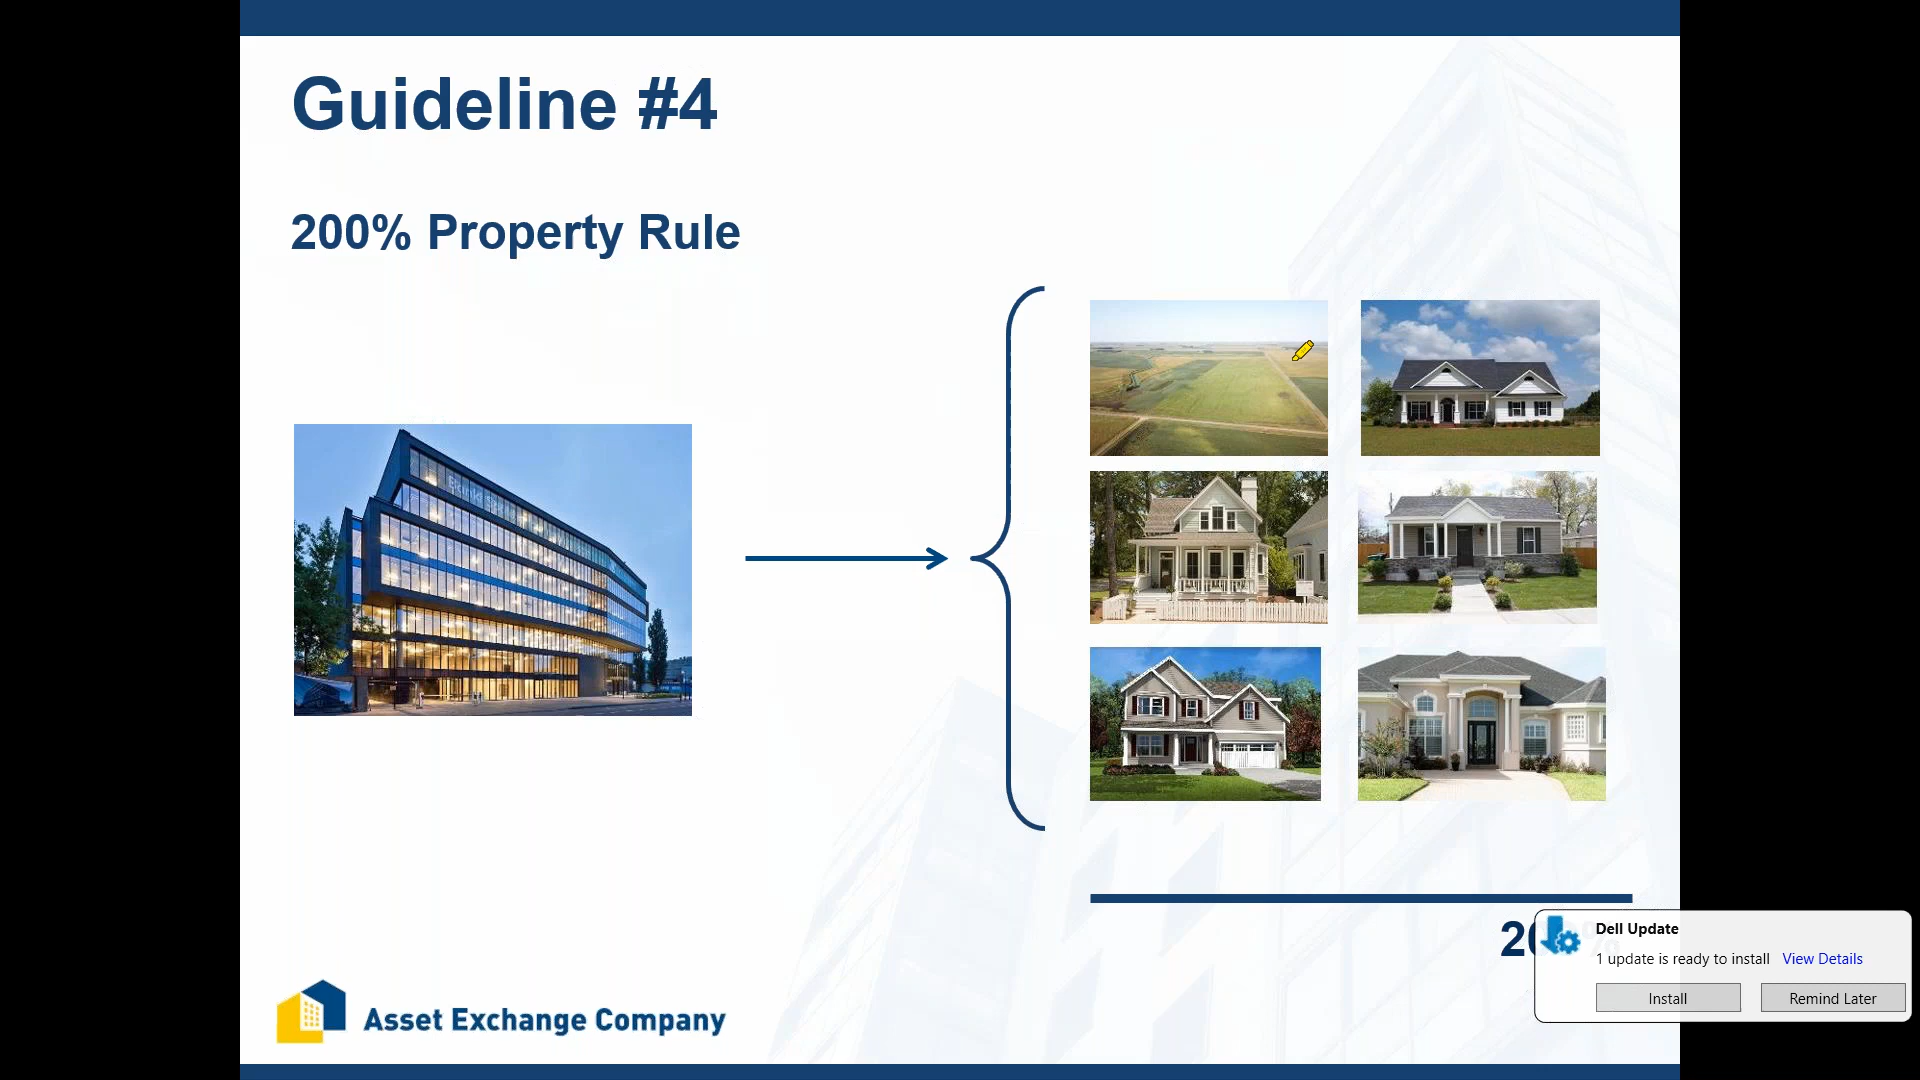 Guideline #4
200% Property Rule
Asset Exchange Company
Dell Update
1 update is ready to install View Details
Install Remind Later